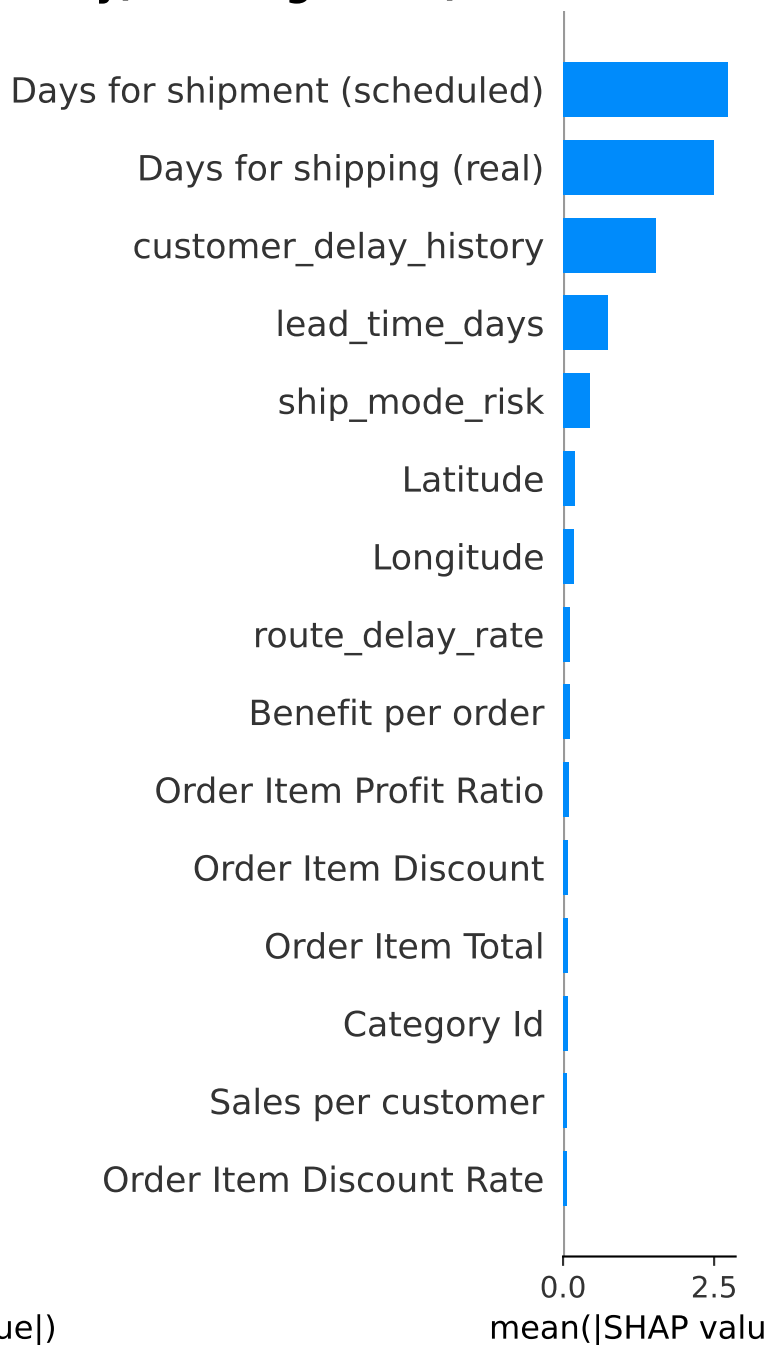 Days for shipment (scheduled)
Days for shipping (real)
customer_delay_history
lead_time_days
ship_mode_risk
Latitude
Longitude
route_delay_rate
Benefit per order
Order Item Profit Ratio
Order Item Discount
Order Item Total
Category Id
Sales per customer
Order Item Discount Rate
0.0 2.5
ue|) mean(|SHAP valu